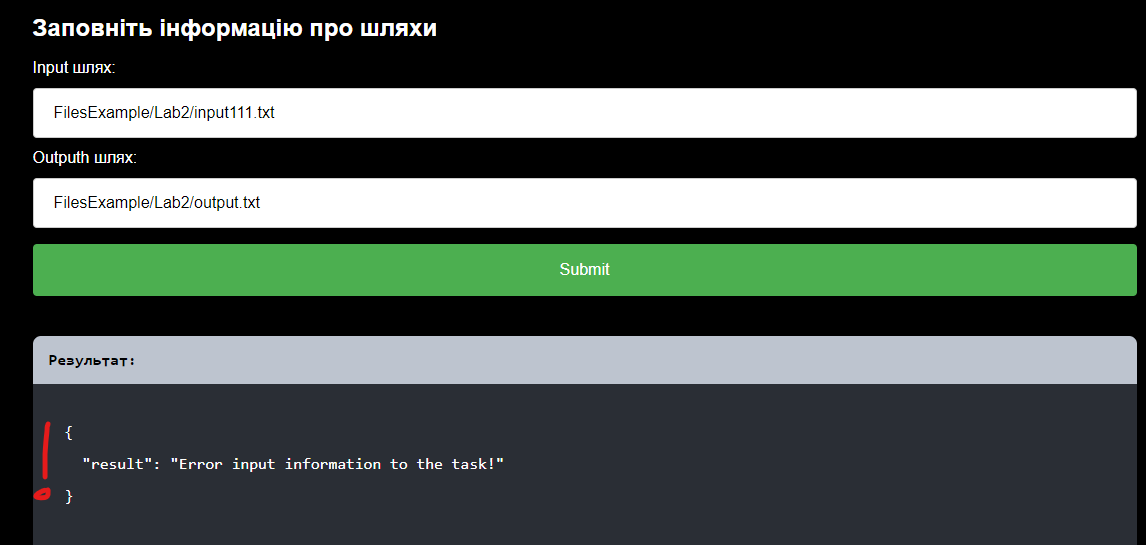 Заповніть інформацію про шляхи
Input шлях:
FilesExample/Lab2/input111.txt
Outputh шлях:
FilesExample/Lab2/output.txt
Submit
Результат:
{
"result": "Error input information to the task!"
}